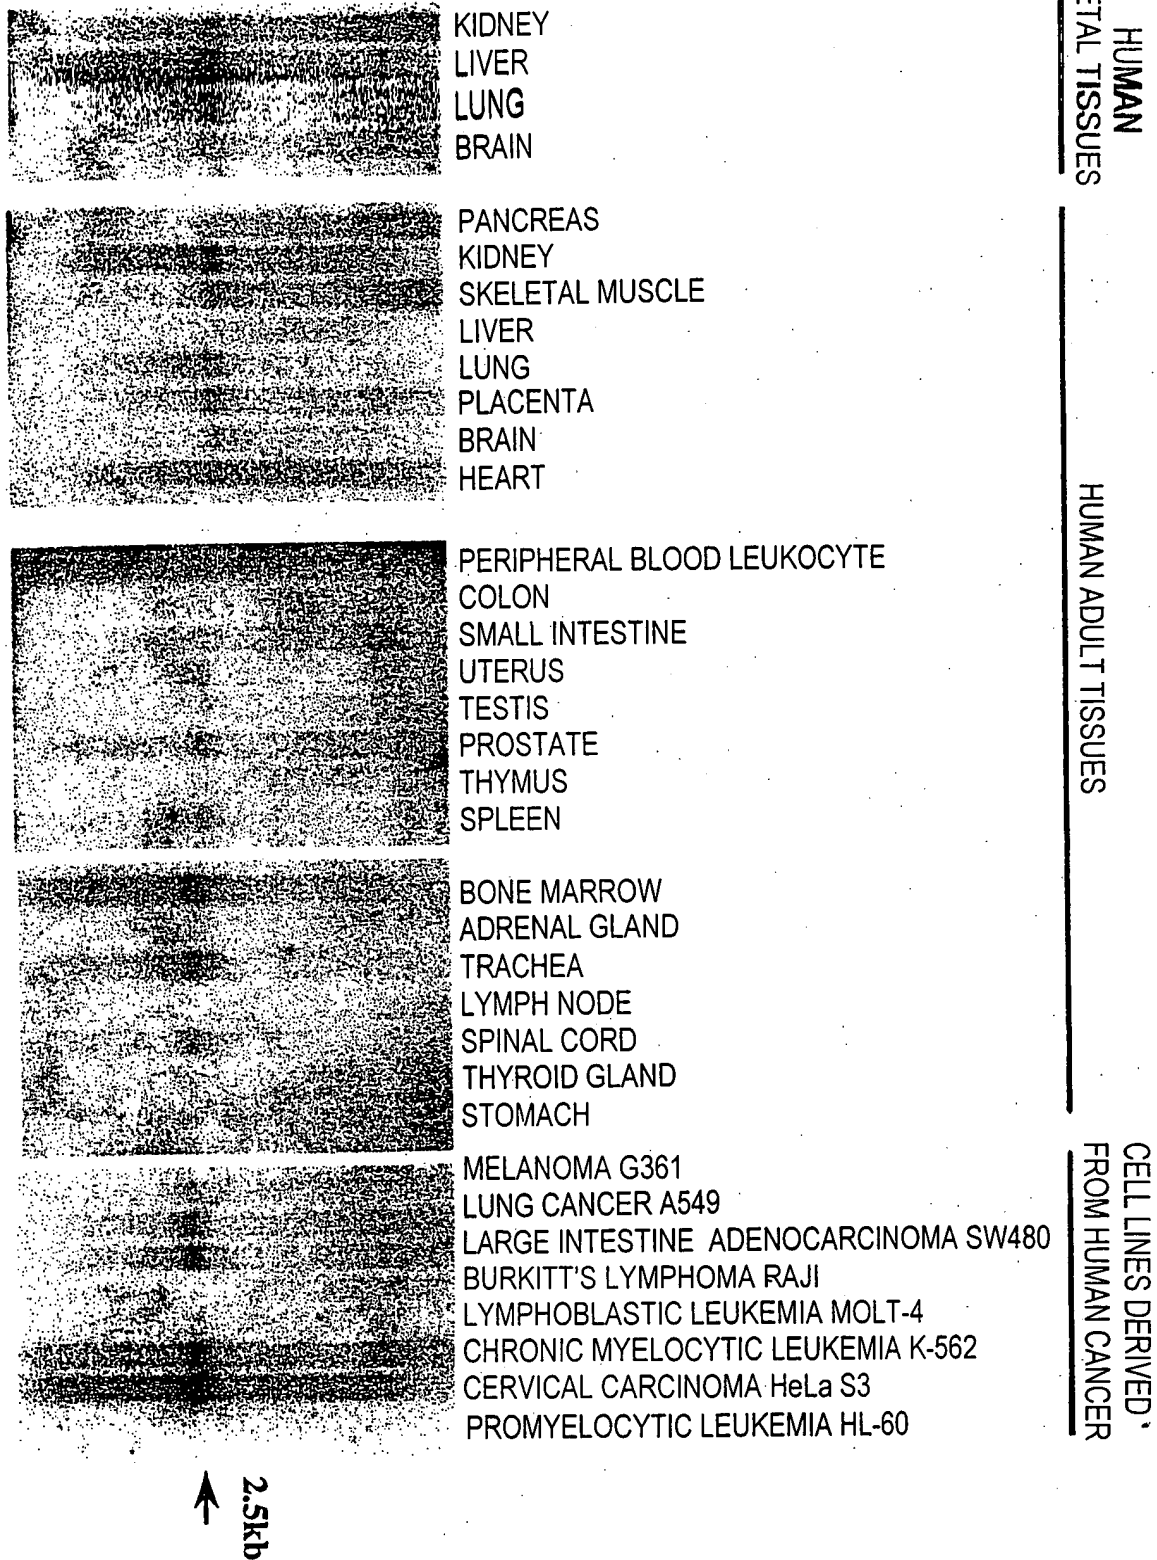 HUMAN
ETAL TISSUES
KIDNEY
LIVER
LUNG
BRAIN
HUMAN ADULT TISSUES
PANCREAS
KIDNEY
SKELETAL MUSCLE
LIVER
LUNG
PLACENTA
BRAIN
HEART
PERIPHERAL BLOOD LEUKOCYTE
COLON
SMALL INTESTINE
UTERUS
TESTIS
PROSTATE
THYMUS
SPLEEN
BONE MARROW
ADRENAL GLAND
TRACHEA
LYMPH NODE
SPINAL CORD
THYROID GLAND
STOMACH
CELL LINES DERIVED
FROM HUMAN CANCER
MELANOMA G361
LUNG CANCER A549
LARGE INTESTINE ADENOCARCINOMA SW480
BURKITT'S LYMPHOMA RAJI
LYMPHOBLASTIC LEUKEMIA MOLT-4
CHRONIC MYELOCYTIC LEUKEMIA K-562
CERVICAL CARCINOMA HeLa S3
PROMYELOCYTIC LEUKEMIA HL-60
2.5kb